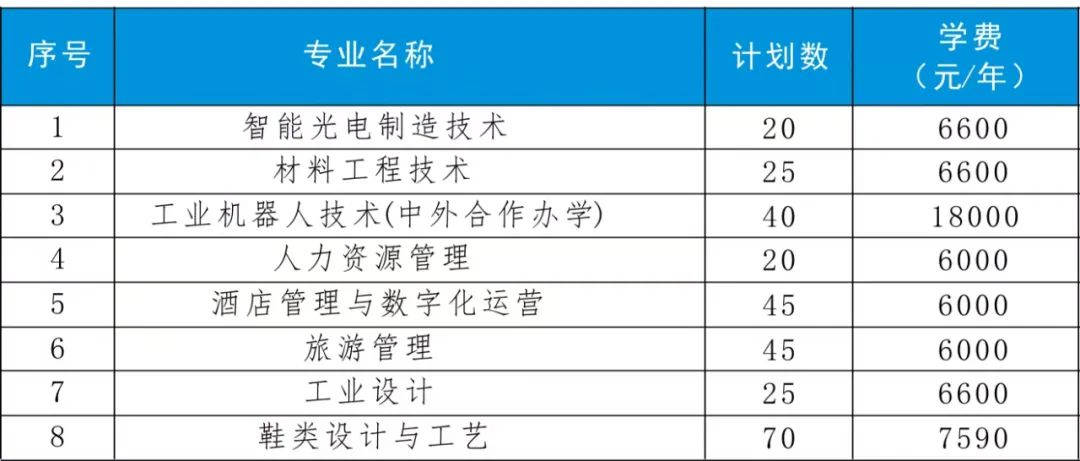 序号 专业名称 计划数 学费
（元/年）
1 智能光电制造技术 20 6600
2 材料工程技术 25 6600
3 工业机器人技术(中外合作办学) 40 18000
4 人力资源管理 20 6000
5 酒店管理与数字化运营 45 6000
6 旅游管理 45 6000
7 工业设计 25 6600
8 鞋类设计与工艺 70 7590